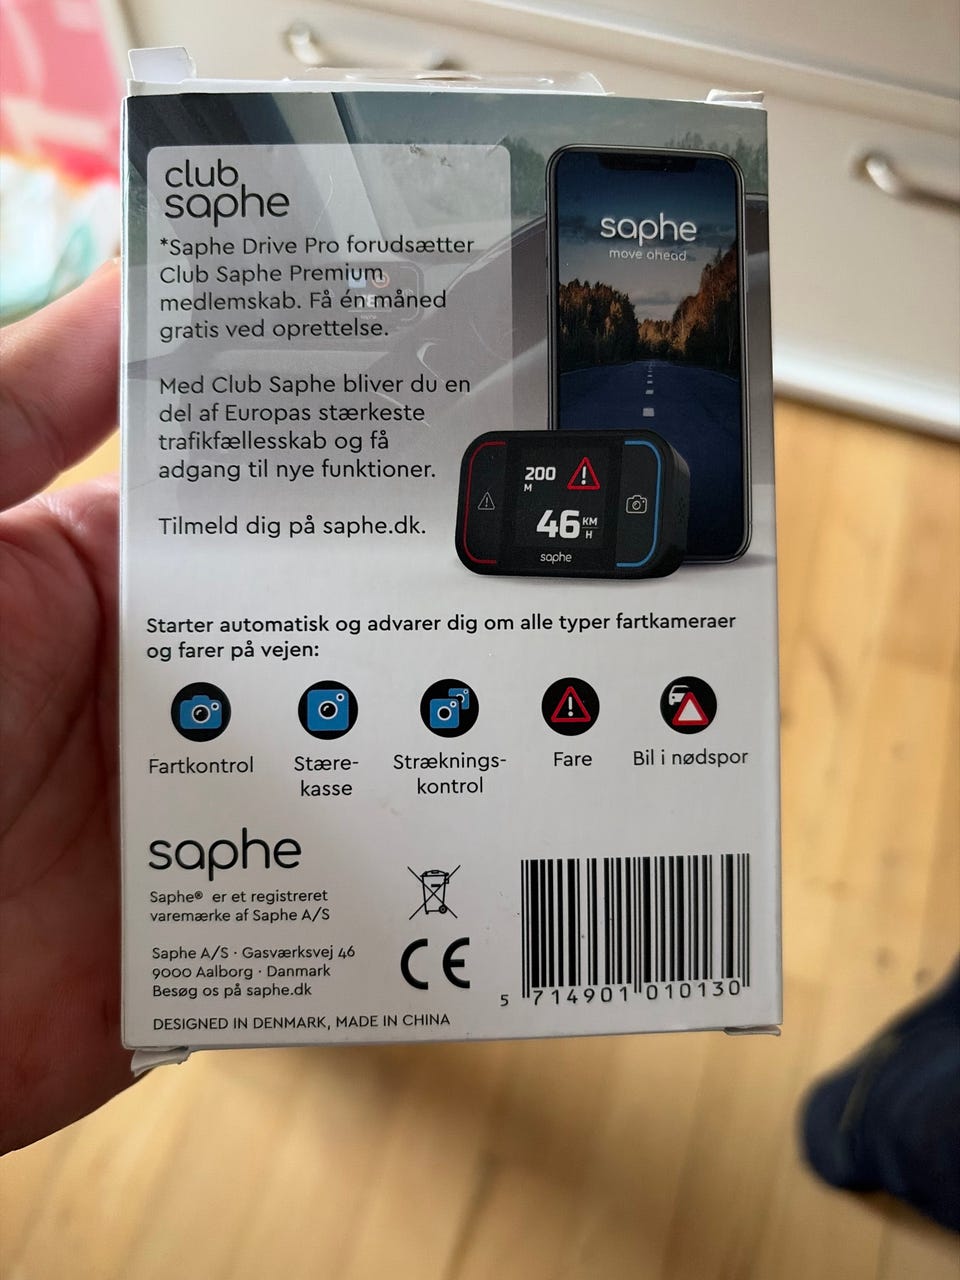 club
saphe
*Saphe Drive Pro forudsætter
Club Saphe Premium
medlemskab. Få én måned
gratis ved oprettelse.
Med Club Saphe bliver du en
del af Europas stærkeste
trafikfællesskab og få
adgang til nye funktioner.
Tilmeld dig på saphe.dk.
saphe
move ahead
200
M
46 KM
H
saphe
Starter automatisk og advarer dig om alle typer fartkameraer
og farer på vejen:
Fartkontrol
Stære-
kasse
Stræknings-
kontrol
Fare
Bil i nødspor
saphe
Saphe® er et registreret
varemærke af Saphe A/S
Saphe A/S · Gasværksvej 46
9000 Aalborg · Danmark
Besøg os på saphe.dk
DESIGNED IN DENMARK, MADE IN CHINA
CE
5 714901 010130